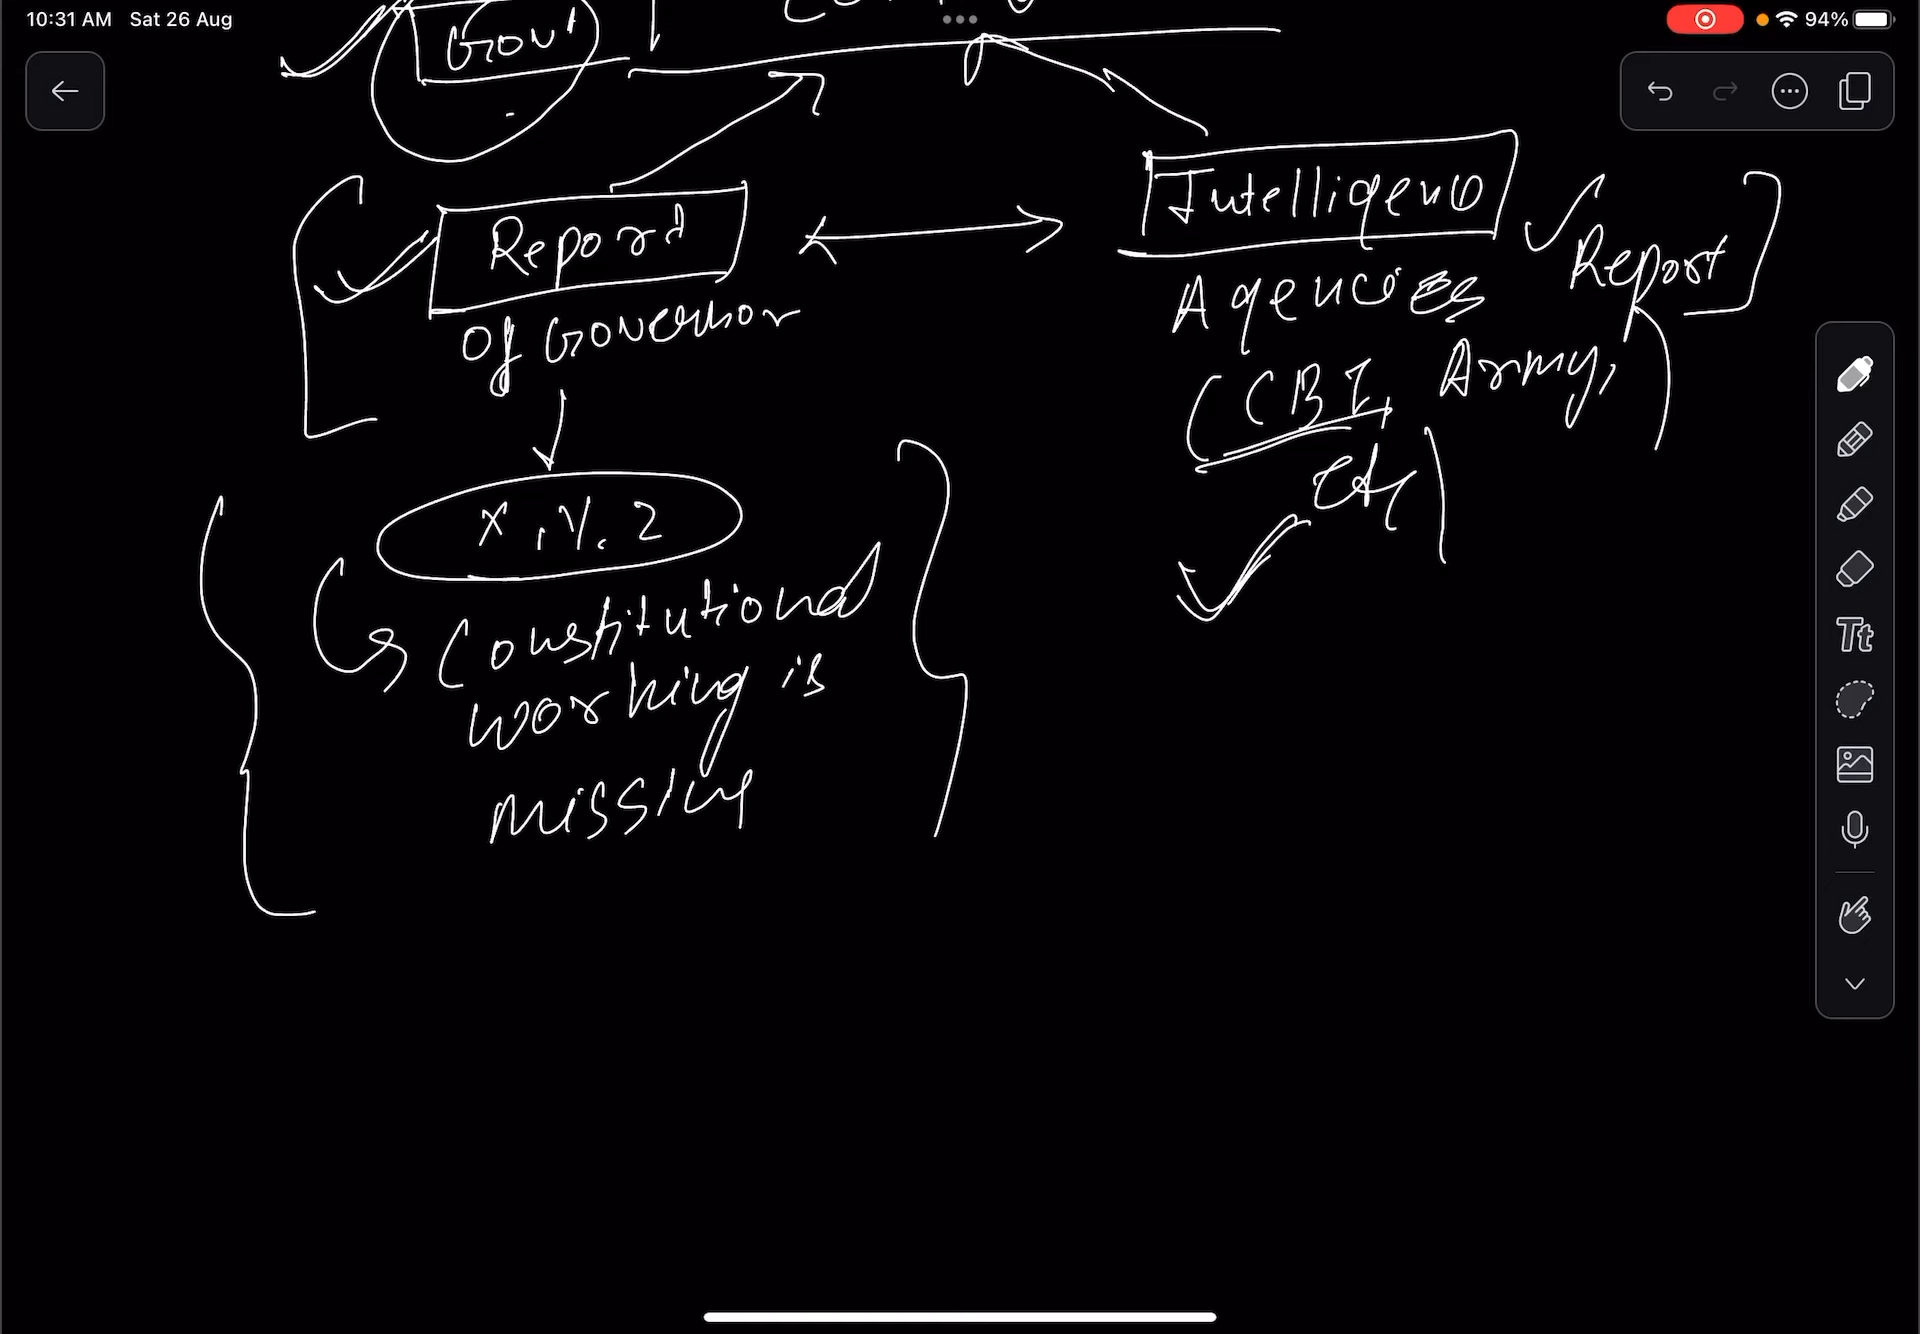 10:31 AM Sat 26 Aug
94%
Govt
Report
Of Governor
Intelligence
Agencies
Report
(CBI, Army,
etc)
X, Y, Z
Constitutional
working is
missing
Tt